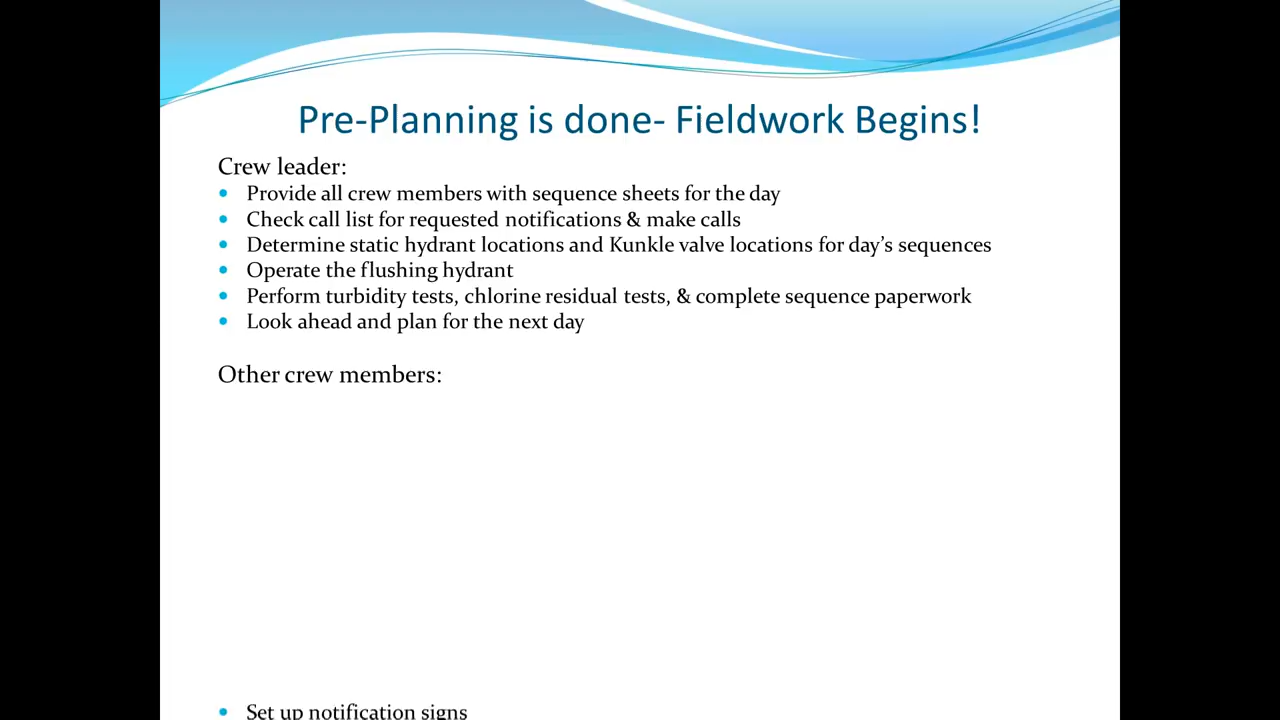 Pre-Planning is done- Fieldwork Begins!
Crew leader:
• Provide all crew members with sequence sheets for the day
• Check call list for requested notifications & make calls
• Determine static hydrant locations and Kunkle valve locations for day’s sequences
• Operate the flushing hydrant
• Perform turbidity tests, chlorine residual tests, & complete sequence paperwork
• Look ahead and plan for the next day
Other crew members:
• Set up notification signs